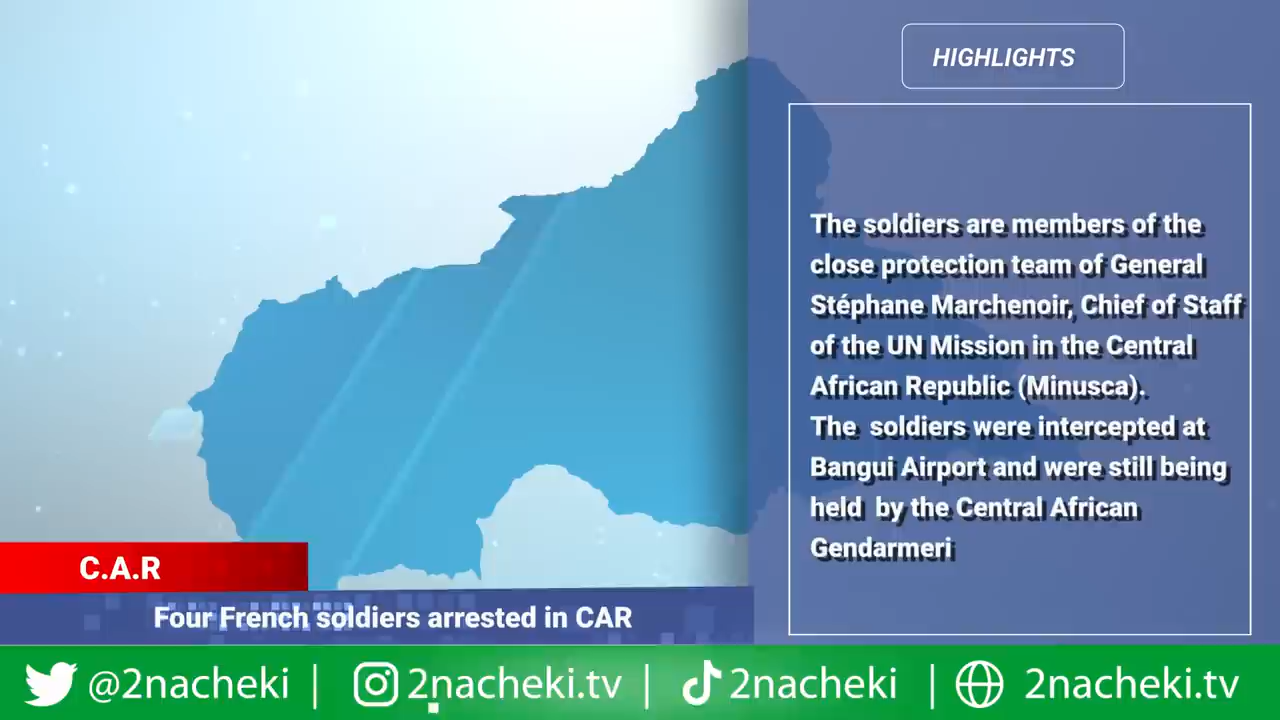 HIGHLIGHTS
The soldiers are members of the
close protection team of General
Stéphane Marchenoir, Chief of Staff
of the UN Mission in the Central
African Republic (Minusca).
The soldiers were intercepted at
Bangui Airport and were still being
held by the Central African
Gendarmeri
C.A.R
Four French soldiers arrested in CAR
@2nacheki | 2nacheki.tv | 2nacheki | 2nacheki.tv